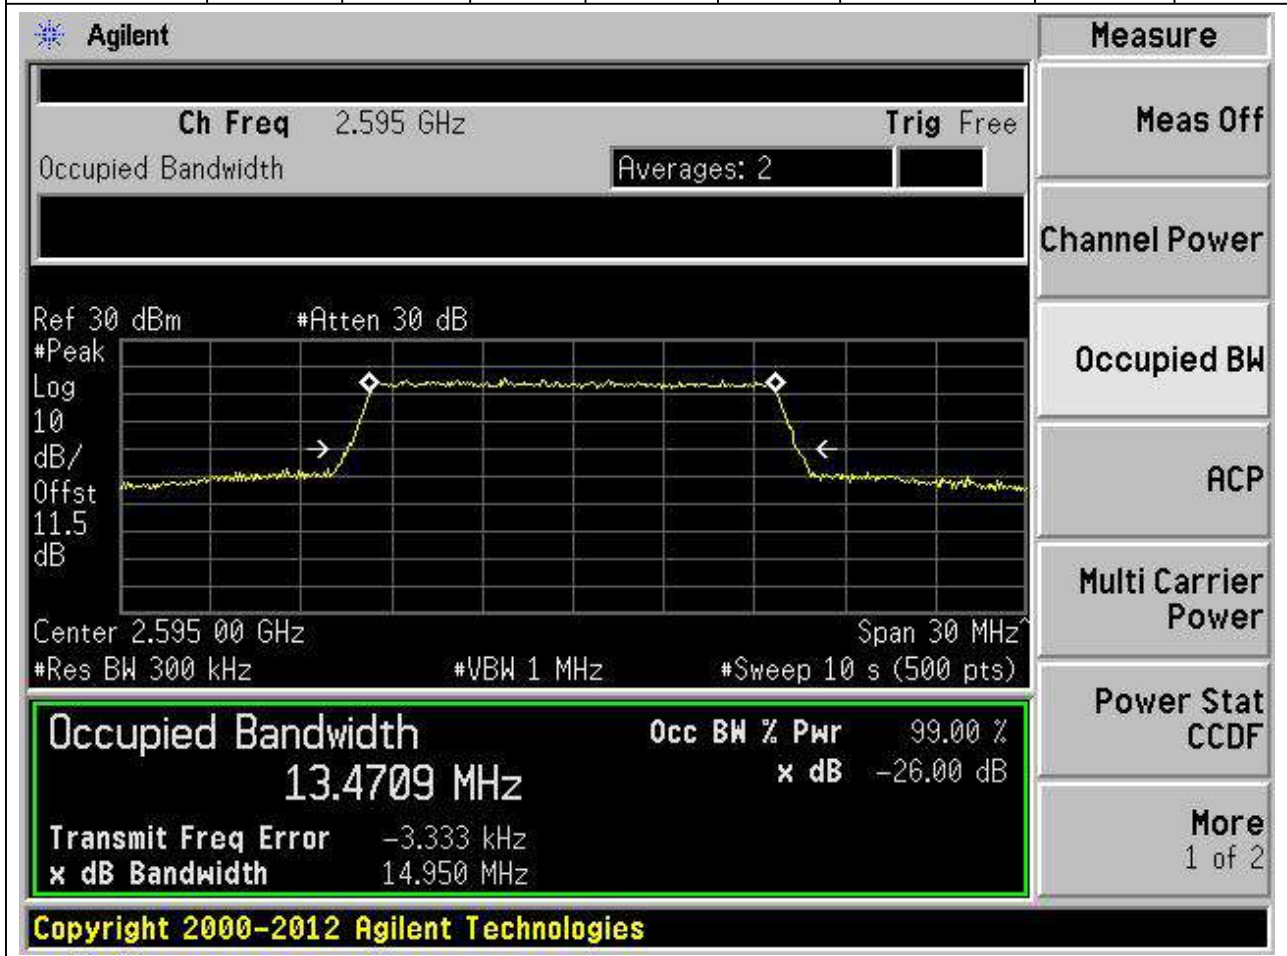 Agilent
Measure
Ch Freq 2.595 GHz Trig Free
Occupied Bandwidth Averages: 2
Meas Off
Channel Power
Occupied BW
ACP
Multi Carrier
Power
Power Stat
CCDF
More
1 of 2
Ref 30 dBm #Atten 30 dB
#Peak
Log
10
dB/
Offst
11.5
dB
Center 2.595 00 GHz Span 30 MHz^
#Res BW 300 kHz #VBW 1 MHz #Sweep 10 s (500 pts)
Occupied Bandwidth Occ BW % Pwr 99.00 %
13.4709 MHz x dB -26.00 dB
Transmit Freq Error -3.333 kHz
x dB Bandwidth 14.950 MHz
Copyright 2000-2012 Agilent Technologies